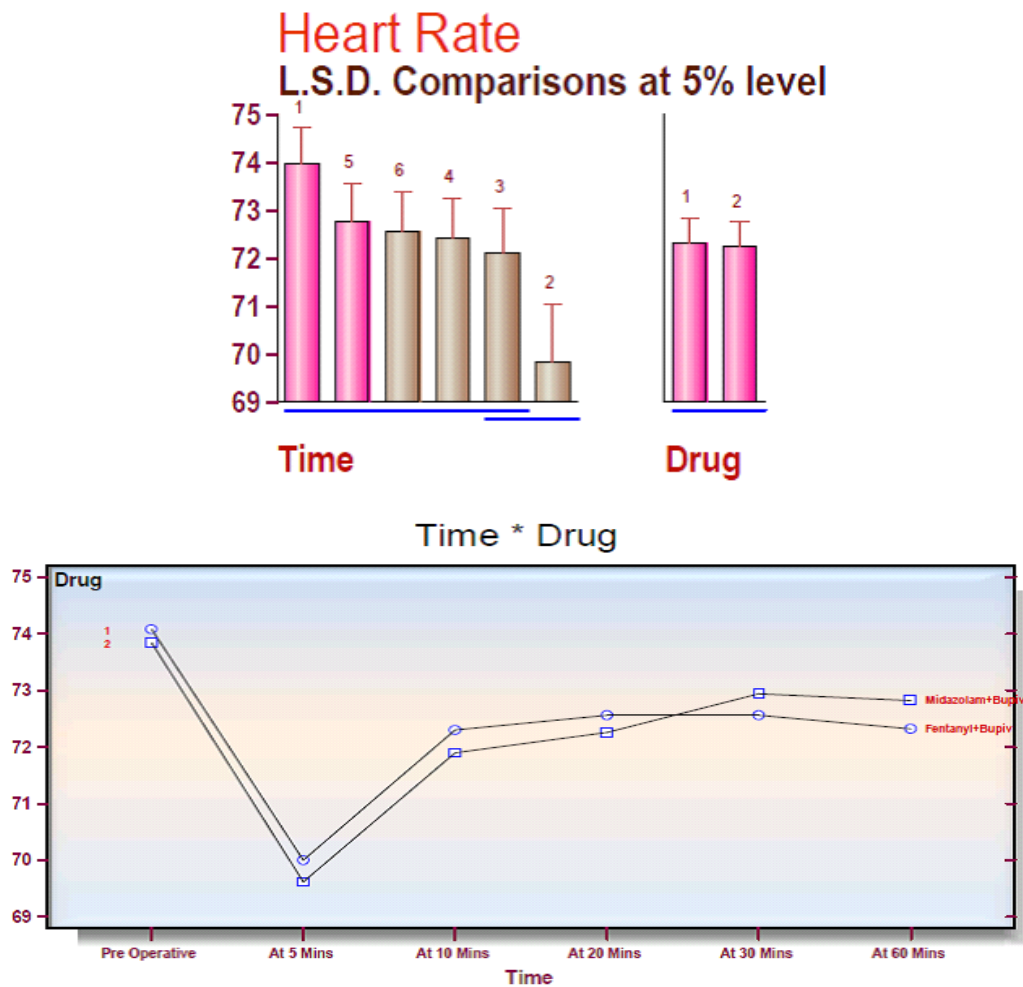 Heart Rate
L.S.D. Comparisons at 5% level
75
74
73
72
71
70
69
1
5
6
4
3
2
1
2
Time
Drug
Time * Drug
Drug
75
74
73
72
71
70
69
1
2
Midazolam+Bupiv
Fentanyl+Bupiv
Pre Operative
At 5 Mins
At 10 Mins
At 20 Mins
At 30 Mins
At 60 Mins
Time